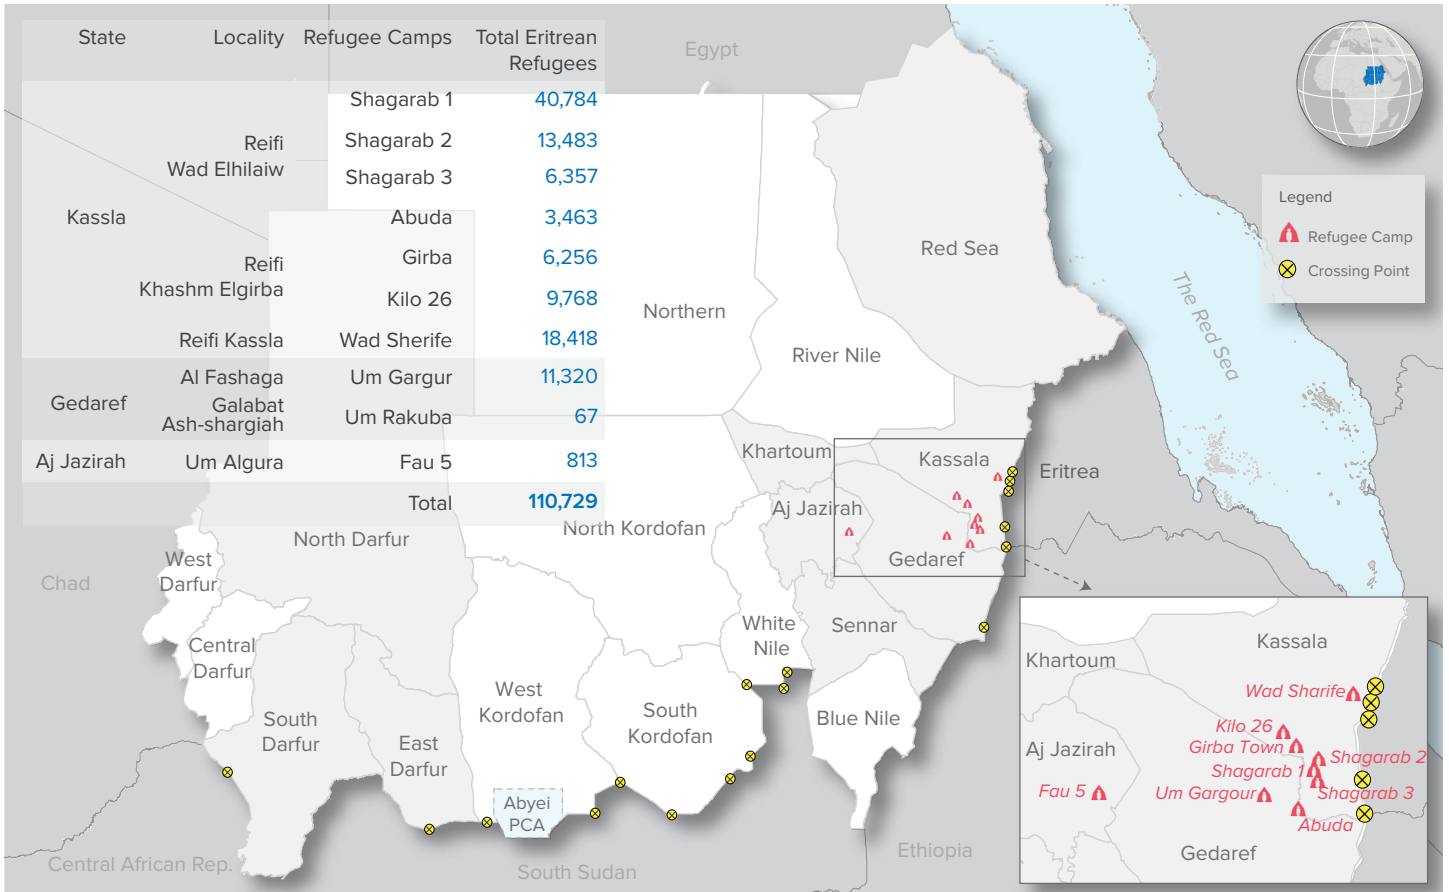 State Locality Refugee Camps Total Eritrean
Refugees
Shagarab 1 40,784
Reifi
Wad Elhilaiw
Shagarab 2 13,483
Shagarab 3 6,357
Kassla
Abuda 3,463
Reifi
Khashm Elgirba
Girba 6,256
Kilo 26 9,768
Reifi Kassla Wad Sherife 18,418
Gedaref
Al Fashaga Um Gargur 11,320
Galabat
Ash-shargiah
Um Rakuba 67
Aj Jazirah Um Algura Fau 5 813
Total 110,729
Egypt
Red Sea
The Red Sea
Northern
River Nile
Khartoum
Kassala
Eritrea
Aj Jazirah
North Kordofan
North Darfur
Gedaref
West
Darfur
Chad
White
Nile
Sennar
Central
Darfur
West
Kordofan
South
Kordofan
Blue Nile
South
Darfur
East
Darfur
Abyei
PCA
Central African Rep.
South Sudan
Ethiopia
Legend
Refugee Camp
Crossing Point
Kassala
Khartoum
Wad Sharife
Kilo 26
Girba Town
Aj Jazirah
Shagarab 2
Shagarab 1
Fau 5
Um Gargour
Shagarab 3
Abuda
Gedaref